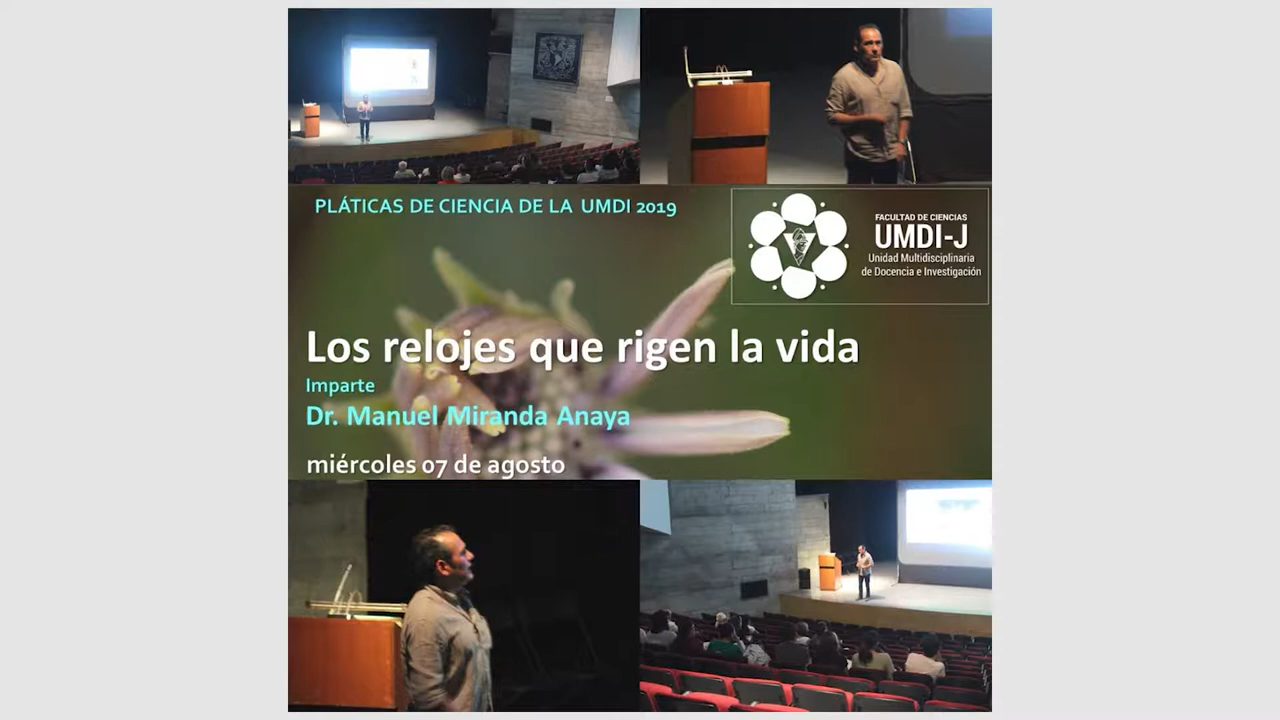 PLÁTICAS DE CIENCIA DE LA UMDI 2019
FACULTAD DE CIENCIAS
UMDI-J
Unidad Multidisciplinaria
de Docencia e Investigación
Los relojes que rigen la vida
Imparte
Dr. Manuel Miranda Anaya
miércoles 07 de agosto